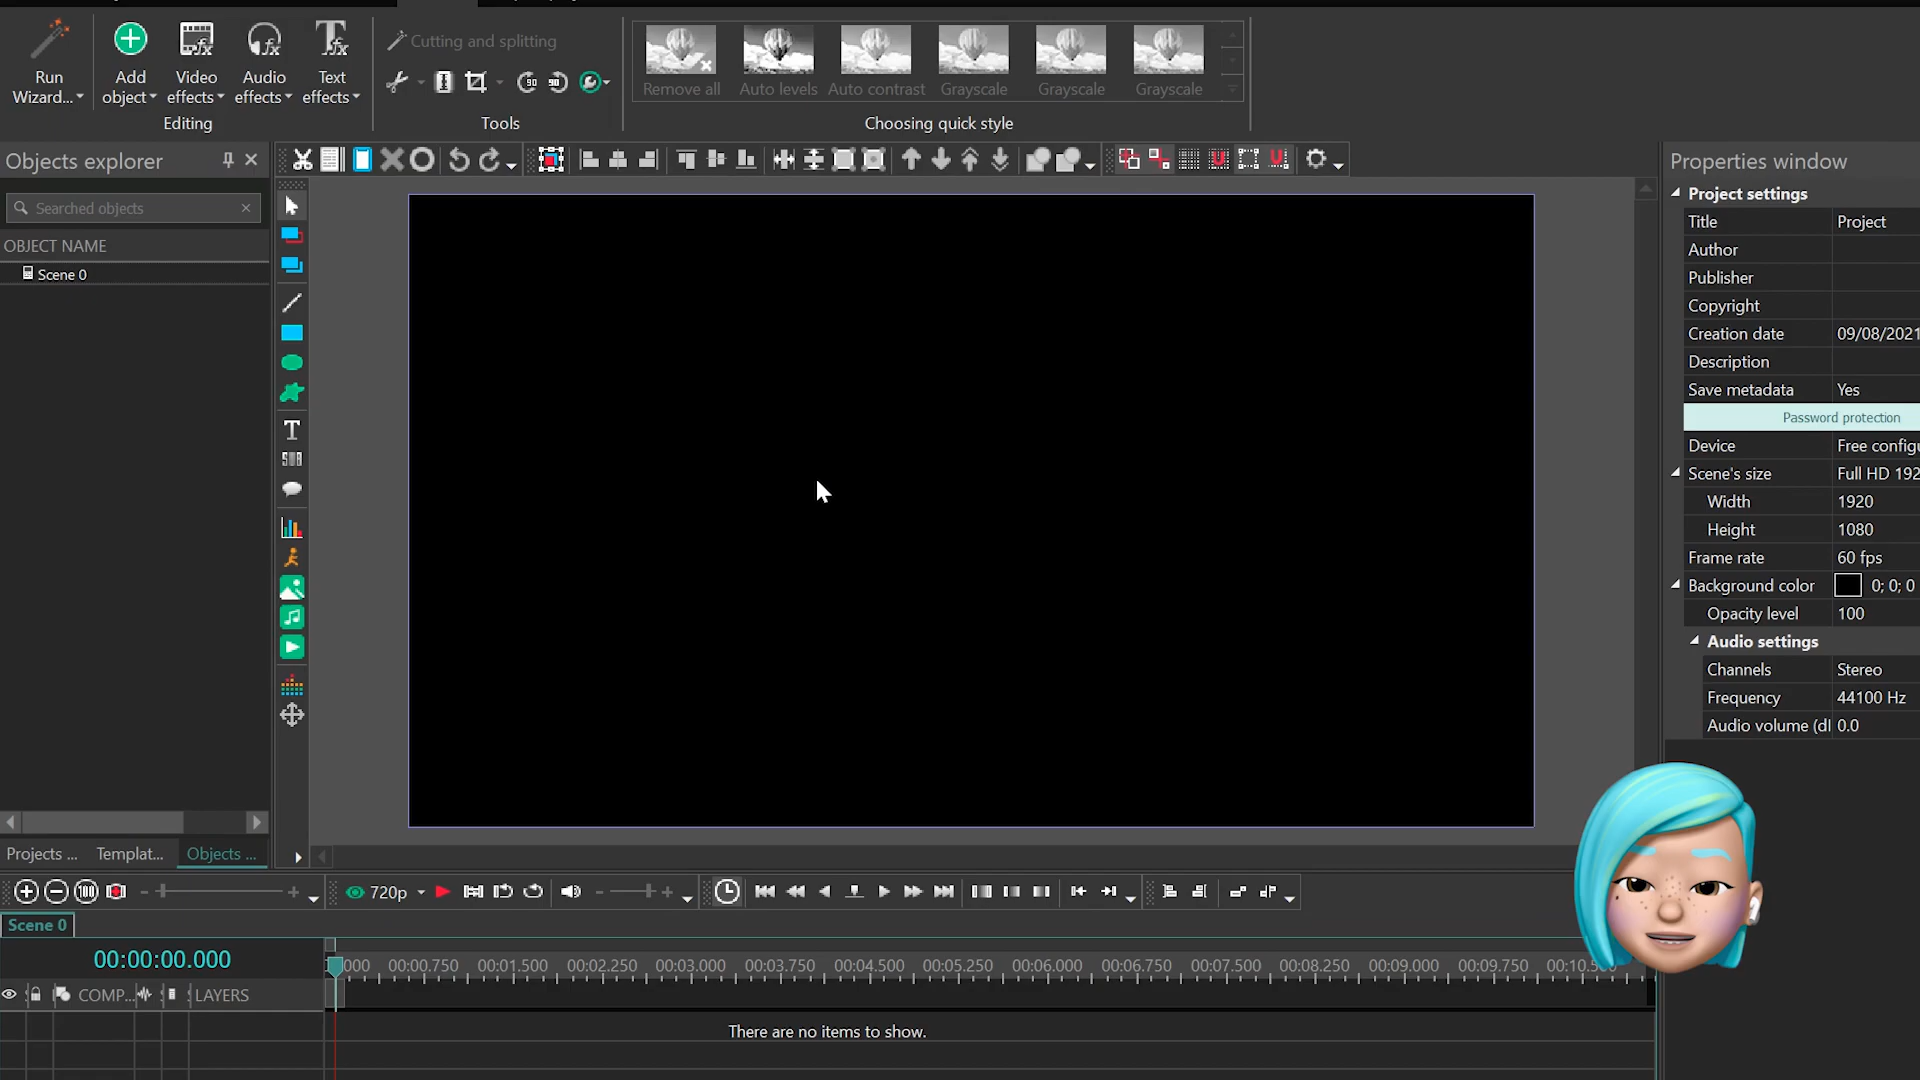 Run
Wizard...
Add
object
Video
effects
Audio
effects
Text
effects
Editing
Cutting and splitting
Tools
Remove all
Auto levels
Auto contrast
Grayscale
Grayscale
Grayscale
Choosing quick style
Objects explorer
Searched objects
OBJECT NAME
Scene 0
Projects ...
Templat...
Objects ...
Properties window
Project settings
Title Project
Author
Publisher
Copyright
Creation date 09/08/2021
Description
Save metadata Yes
Password protection
Device Free configu
Scene's size Full HD 192
Width 1920
Height 1080
Frame rate 60 fps
Background color 0; 0; 0
Opacity level 100
Audio settings
Channels Stereo
Frequency 44100 Hz
Audio volume (dl 0.0
100
720p
Scene 0
00:00:00.000
000 00:00.750 00:01.500 00:02.250 00:03.000 00:03.750 00:04.500 00:05.250 00:06.000 00:06.750 00:07.500 00:08.250 00:09.000 00:09.750 00:10.500
COMP...
LAYERS
There are no items to show.